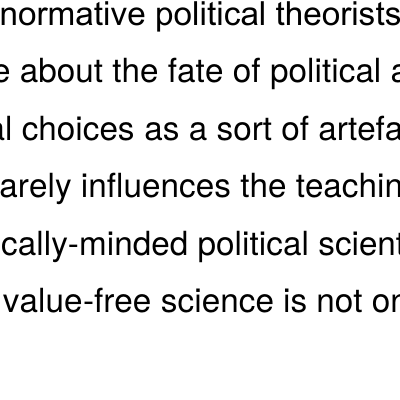 normative political theorists
e about the fate of political a
al choices as a sort of artefa
arely influences the teachin
cally-minded political scient
value-free science is not or